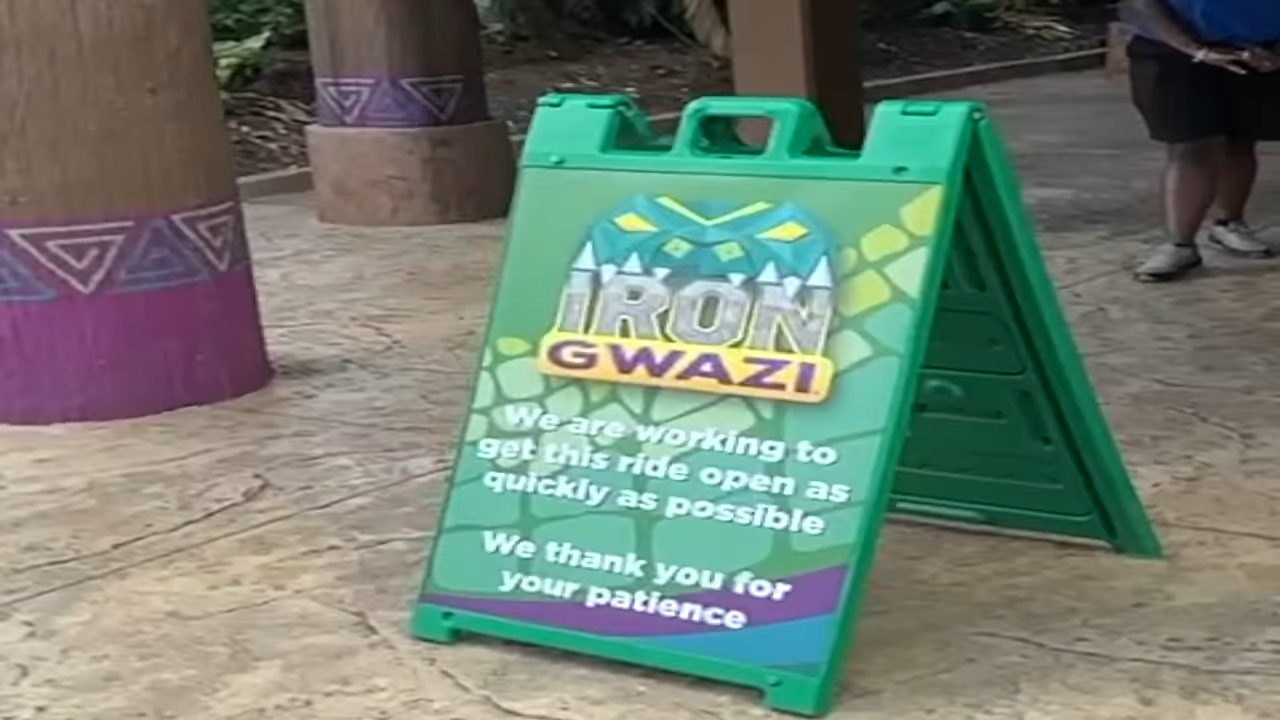 IRON
GWAZI
We are working to
get this ride open as
quickly as possible
We thank you for
your patience